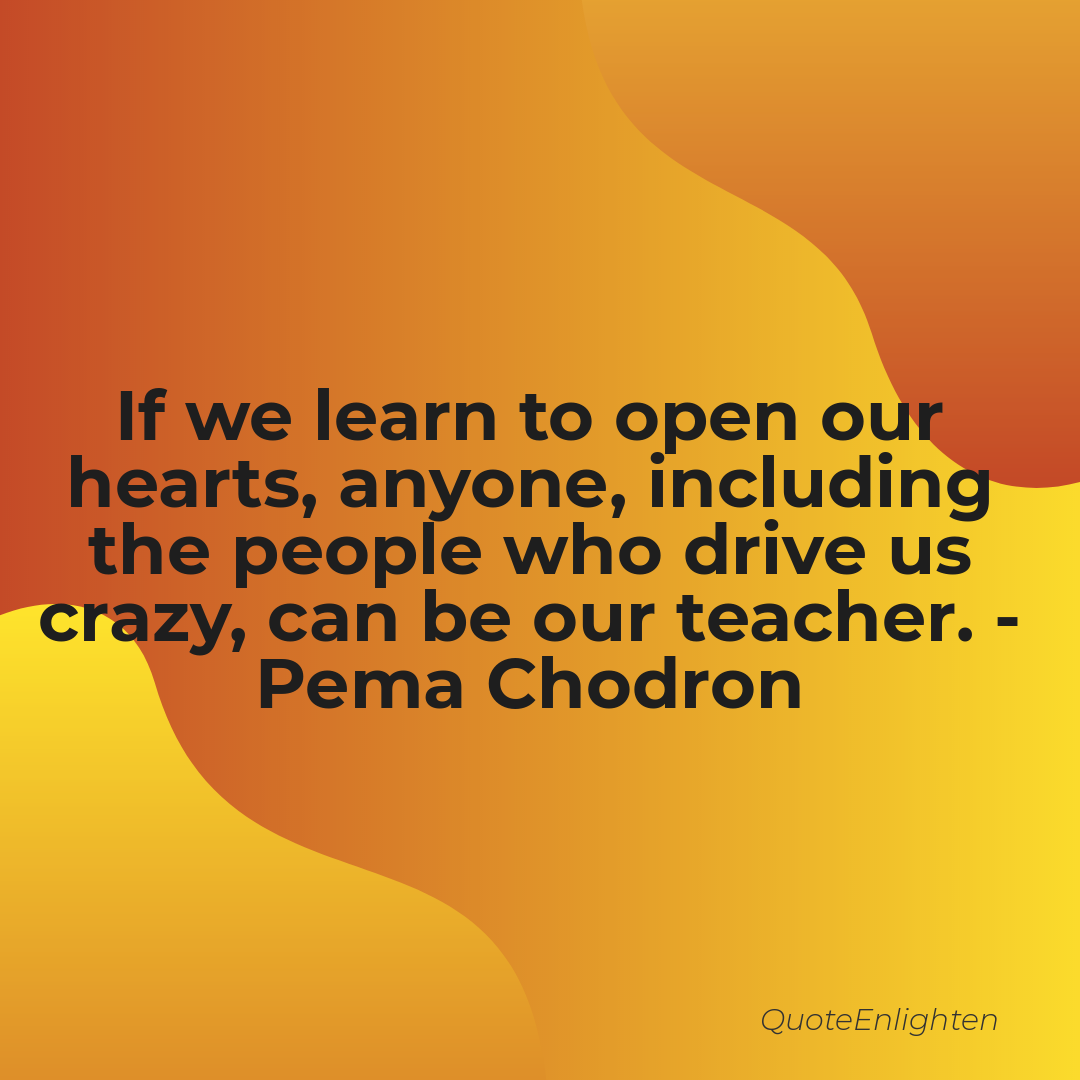 If we learn to open our
hearts, anyone, including
the people who drive us
crazy, can be our teacher. -
Pema Chodron
QuoteEnlighten